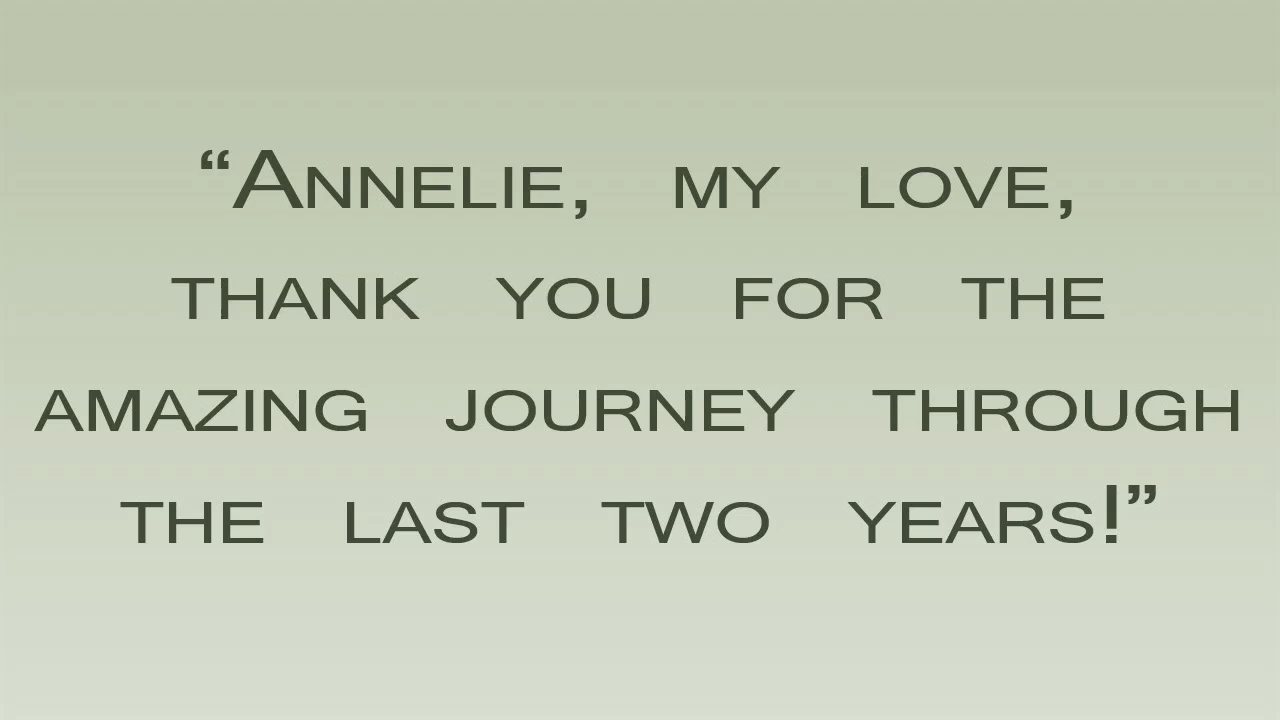 “Annelie, my love,
thank you for the
amazing journey through
the last two years!”